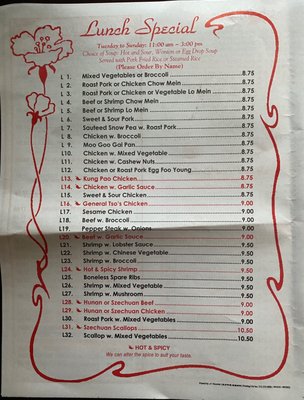 Lunch Special
Tuesday to Sunday: 11:00 am - 3:00 pm
Choice of Soup: Hot and Sour, Wonton or Egg Drop Soup
Served with Pork Fried Rice or Steamed Rice
(Please Order By Name)
L 1. Mixed Vegetables or Broccoli 8.75
L 2. Roast Pork or Chicken Chow Mein 8.75
L 3. Roast Pork or Chicken or Vegetable Lo Mein 8.75
L 4. Beef or Shrimp Chow Mein 8.75
L 5. Beef or Shrimp Lo Mein 8.75
L 6. Sweet & Sour Pork 8.75
L 7. Sauteed Snow Pea w. Roast Pork 8.75
L 8. Chicken w. Broccoli 8.75
L 9. Moo Goo Gai Pan 8.75
L10. Chicken w. Mixed Vegetable 8.75
L11. Chicken w. Cashew Nuts 8.75
L12. Chicken or Roast Pork Egg Foo Young 8.75
L13. Kung Pao Chicken 8.75
L14. Chicken w. Garlic Sauce 8.75
L15. Sweet & Sour Chicken 8.75
L16. General Tso's Chicken 9.00
L17. Sesame Chicken 9.00
L18. Beef w. Broccoli 9.00
L19. Pepper Steak w. Onions 9.00
L20. Beef w. Garlic Sauce 9.00
L21. Shrimp w. Lobster Sauce 9.50
L22. Shrimp w. Chinese Vegetable 9.50
L23. Shrimp w. Broccoli 9.50
L24. Hot & Spicy Shrimp 9.50
L25. Boneless Spare Ribs 9.50
L26. Shrimp w. Mixed Vegetable 9.50
L27. Shrimp w. Mushroom 9.50
L28. Hunan or Szechuan Beef 9.00
L29. Hunan or Szechuan Chicken 9.00
L30. Roast Pork w. Mixed Vegetables 9.00
L31. Szechuan Scallops 10.50
L32. Scallop w. Mixed Vegetables 10.50
HOT & SPICY
We can alter the spice to suit your taste.